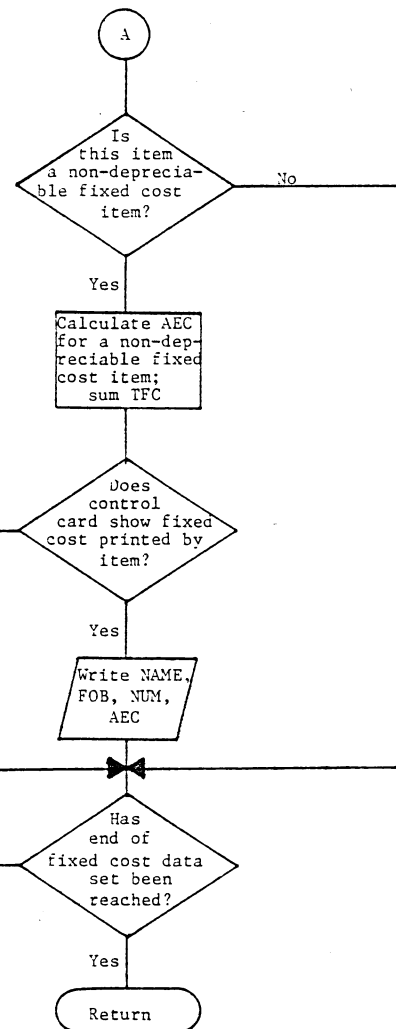 A
Is
this item
a non-deprecia-
ble fixed cost
item?
No
Yes
Calculate AEC
for a non-dep-
reciable fixed
cost item;
sum TFC
Does
control
card show fixed
cost printed by
item?
Yes
Write NAME,
FOB, NUM,
AEC
Has
end of
fixed cost data
set been
reached?
Yes
Return